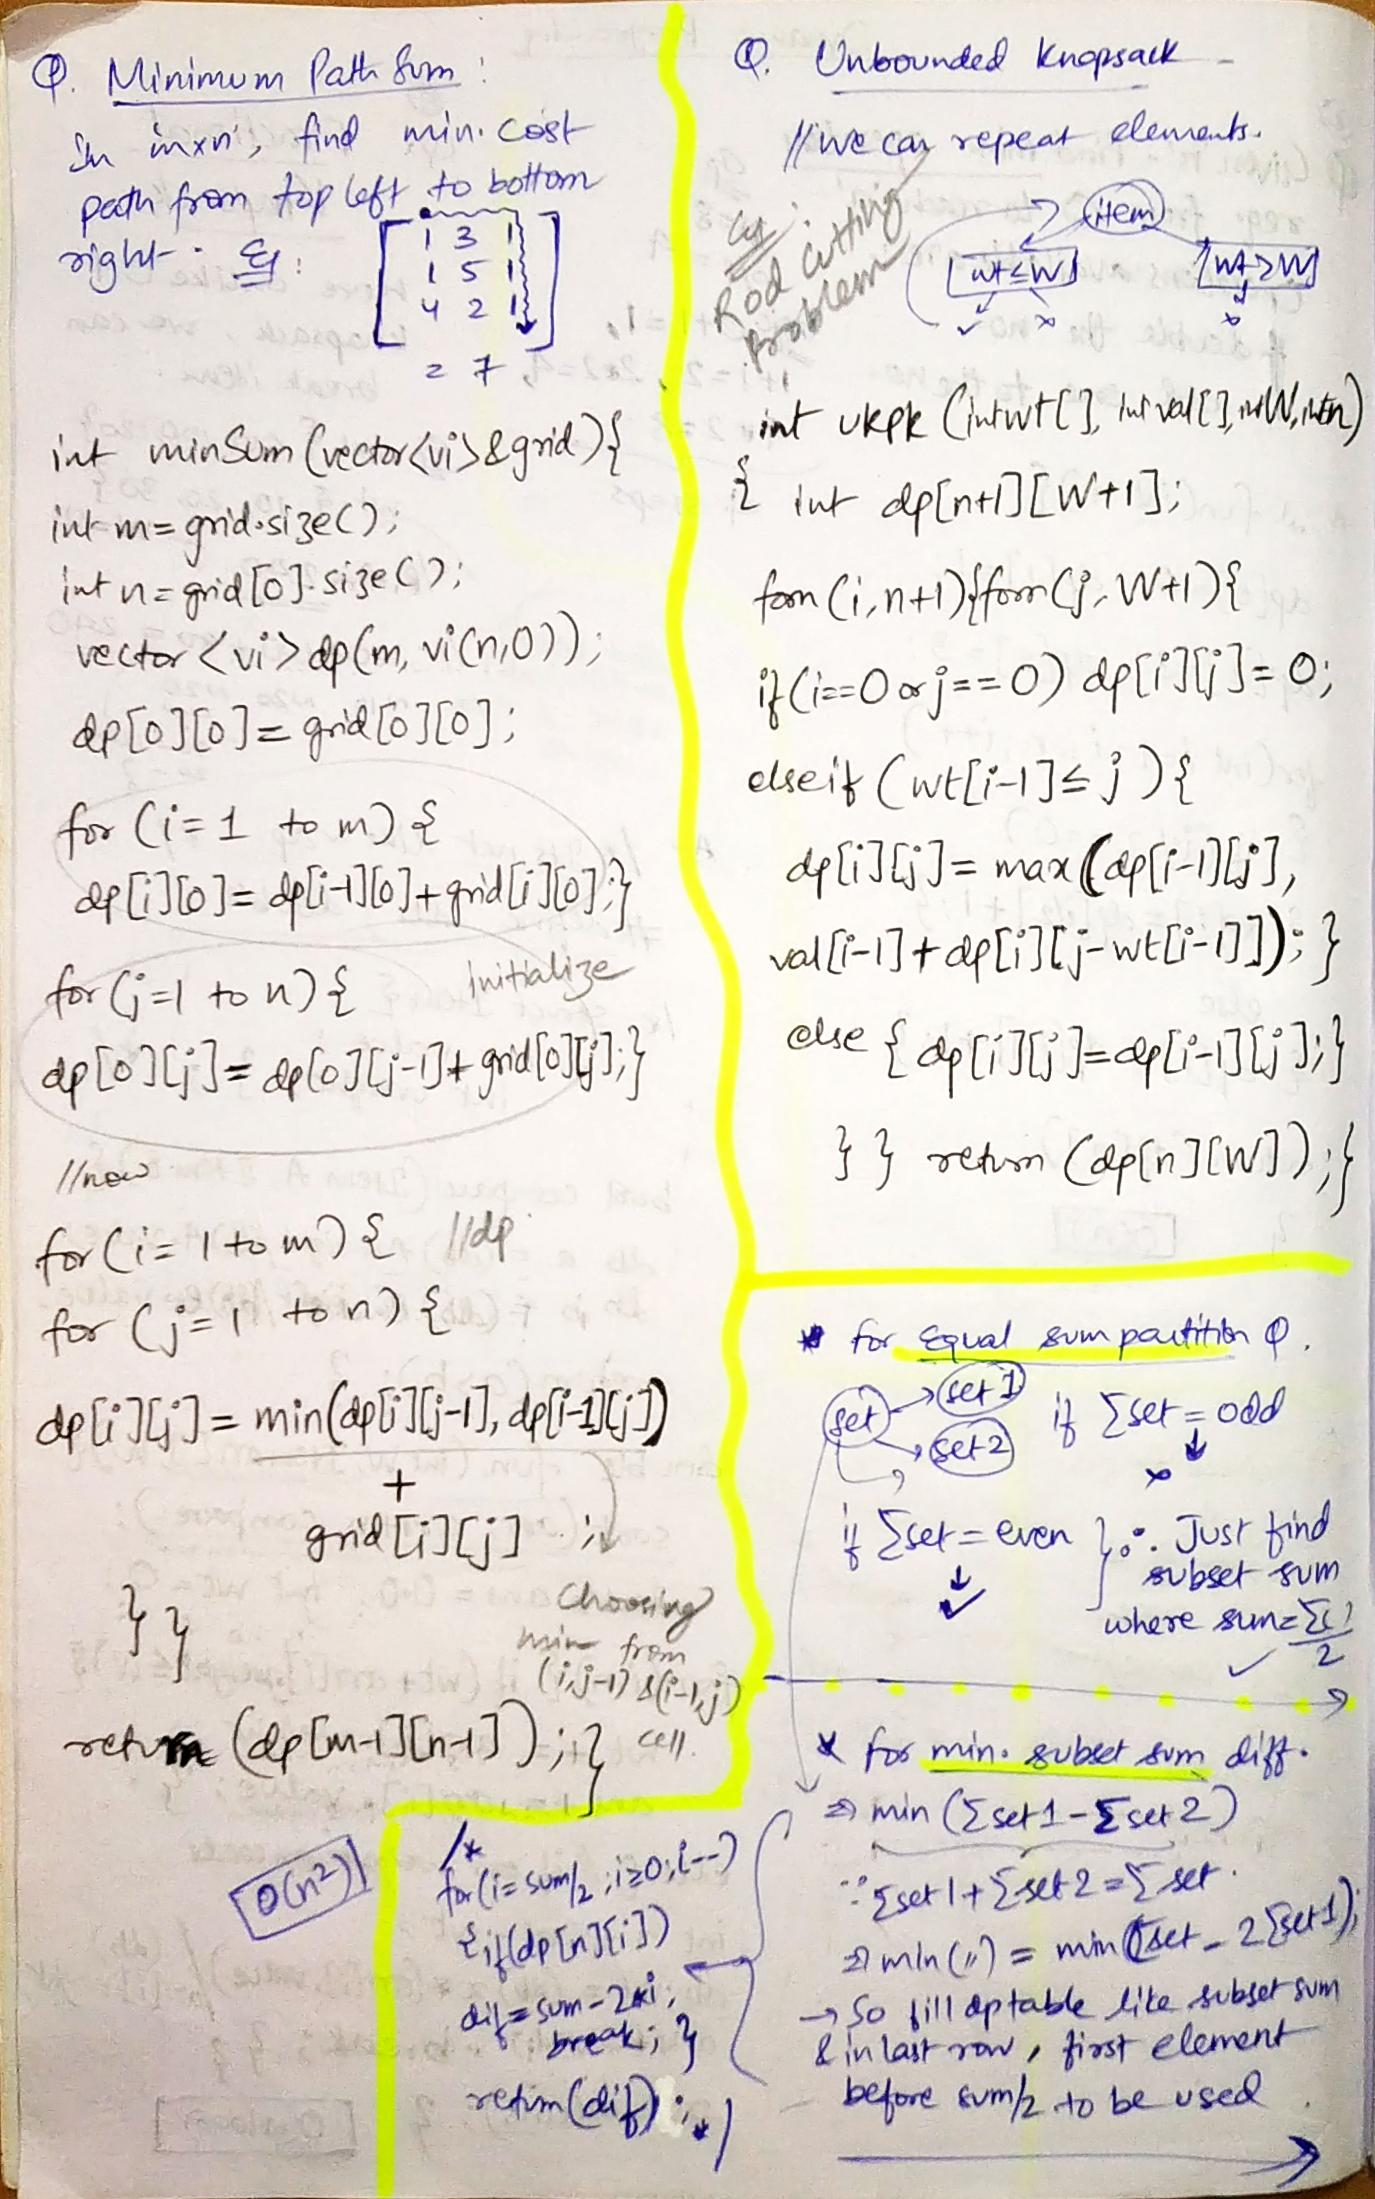 Q. Minimum Path Sum :
In 'mxn', find min. cost
path from top left to bottom
right. Eg:
1 3 1
1 5 1
4 2 1
= 7
int minSum (vector<vi>&grid){
int m= grid.size();
int n= grid[0].size();
vector <vi> dp(m, vi(n,0));
dp[0][0]= grid[0][0];
for (i=1 to m) {
dp[i][0]= dp[i-1][0]+grid[i][0];}
for (j=1 to n) { initialize
dp[0][j]= dp[0][j-1]+grid[0][j];}
//now
for (i= 1 to m) { //dp
for (j= 1 to n) {
dp[i][j]= min(dp[i][j-1], dp[i-1][j])
+
grid[i][j] ;
Choosing
min from
(i,j-1) &(i-1,j)
cell.
} }
return (dp[m-1][n-1]);}
O(n²)
/*
for(i=sum/2;i≥0;i--)
{if(dp[n][i])
dif=sum-2*i;
break; }
return(dif); */
Q. Unbounded Knapsack
//we can repeat elements.
Eg:
Rod Cutting
Problem
item
wt≤W wt>W
✓ x x
int ukpk (int wt[], int val[], int W, int n)
{ int dp[n+1][W+1];
forn(i,n+1){forn(j,W+1){
if(i==0 or j==0) dp[i][j]= 0;
else if (wt[i-1]≤ j ) {
dp[i][j]= max(dp[i-1][j],
val[i-1]+dp[i][j-wt[i-1]]); }
else { dp[i][j]=dp[i-1][j];}
} } return (dp[n][W]);}
* for Equal sum partition Q.
set → set 1 if Σset = odd
→ set 2 ↓
x
if Σset = even } ∴ Just find
↓ subset sum
✓ where sum=Σ()/2
✓
* for min. subset sum diff.
⇒ min (Σset1-Σset2)
∵ Σset1+Σset2=Σset.
⇒ min(") = min(Σset - 2Σset1);
→ So fill dp table like subset sum
& in last row, first element
before sum/2 to be used.